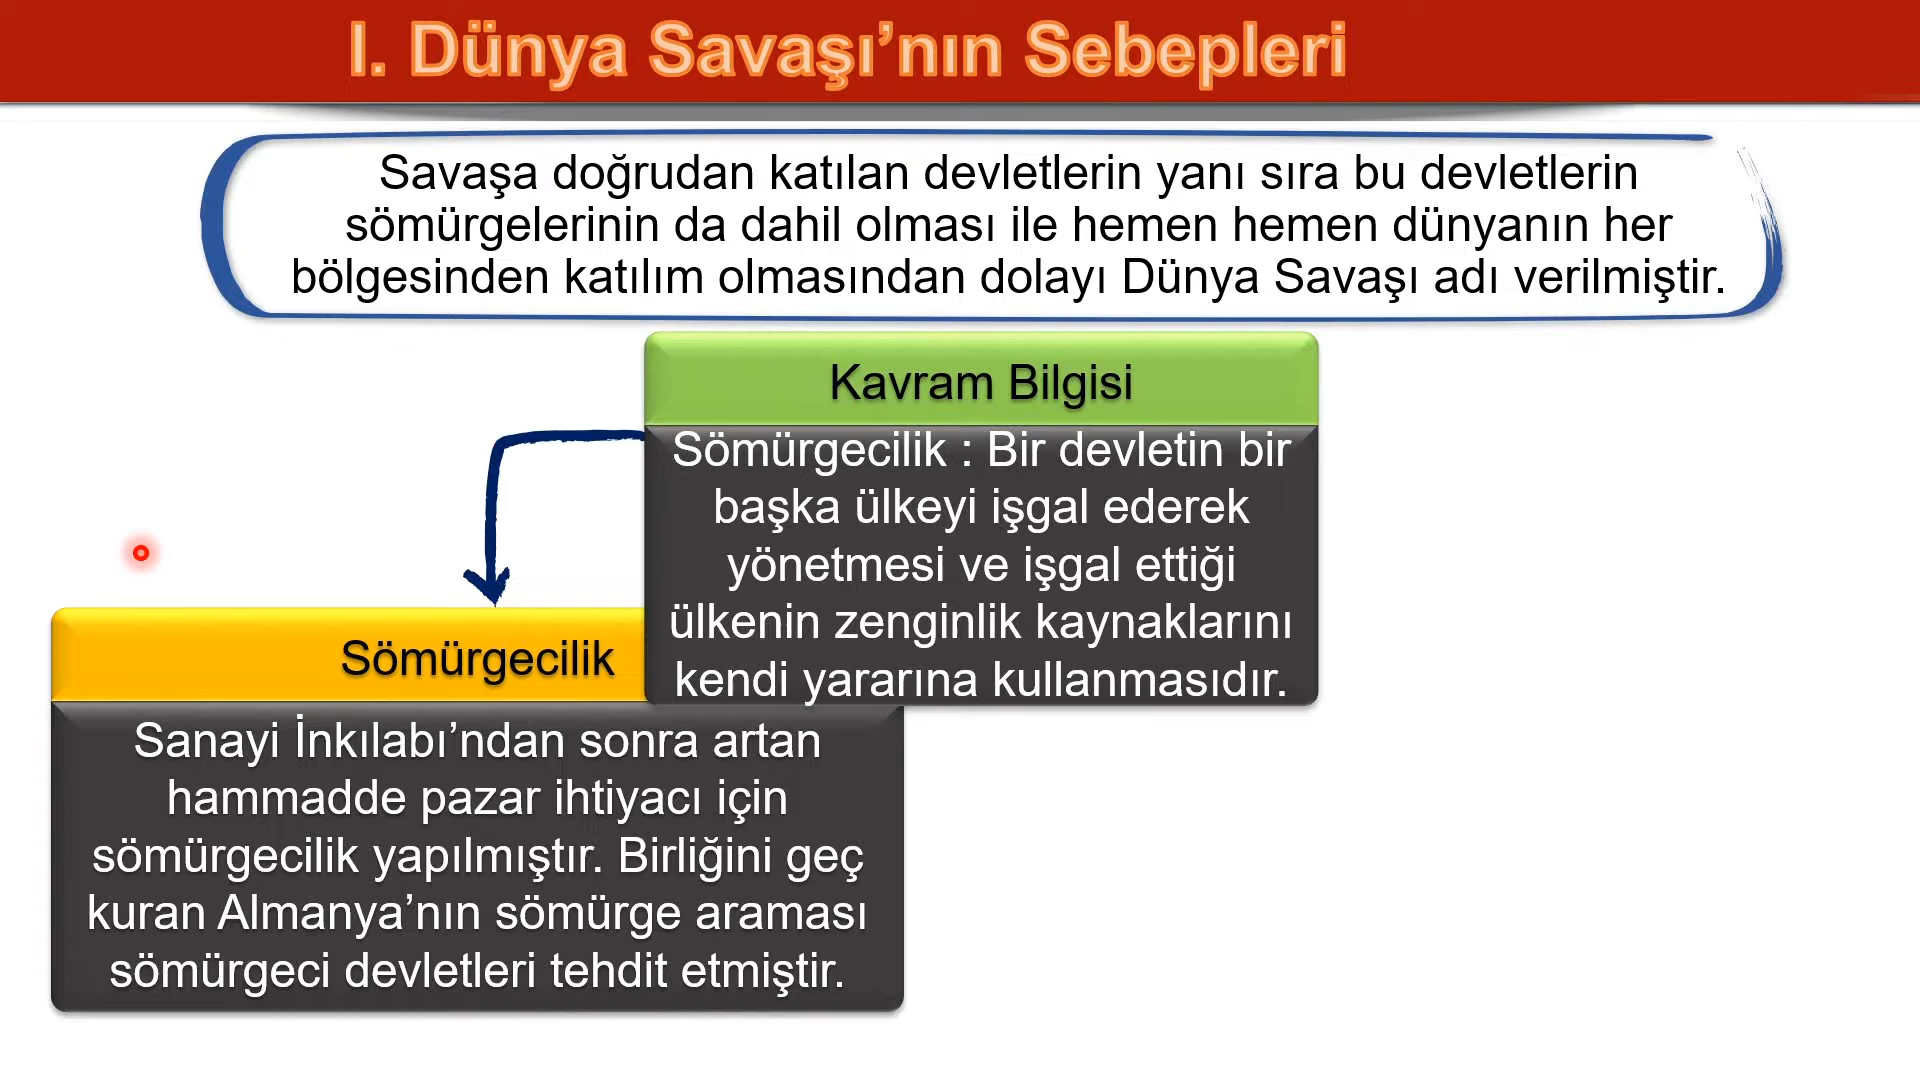 I. Dünya Savaşı’nın Sebepleri
Savaşa doğrudan katılan devletlerin yanı sıra bu devletlerin
sömürgelerinin da dahil olması ile hemen hemen dünyanın her
bölgesinden katılım olmasından dolayı Dünya Savaşı adı verilmiştir.
Kavram Bilgisi
Sömürgecilik : Bir devletin bir
başka ülkeyi işgal ederek
yönetmesi ve işgal ettiği
ülkenin zenginlik kaynaklarını
kendi yararına kullanmasıdır.
Sömürgecilik
Sanayi İnkılabı’ndan sonra artan
hammadde pazar ihtiyacı için
sömürgecilik yapılmıştır. Birliğini geç
kuran Almanya’nın sömürge araması
sömürgeci devletleri tehdit etmiştir.